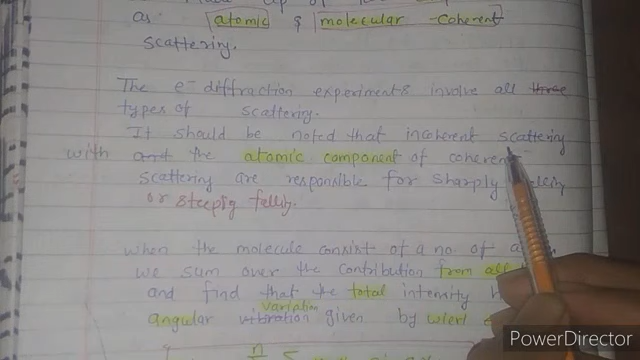 as atomic & molecular -coherent
scattering.
The e- diffraction experiments involve all three
types of scattering.
It should be noted that incoherent scattering
with and the atomic component of coherent
scattering are responsible for sharply
or steeply felliy.
when the molecule consist of a no. of
we sum over the contribution from all
and find that the total intensity
variation
angular vibration given by wierl
PowerDirector